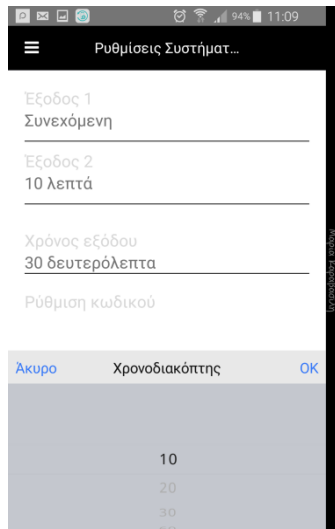 94% 11:09
Ρυθμίσεις Συστήματ...
Έξοδος 1
Συνεχόμενη
Έξοδος 2
10 λεπτά
Χρόνος εξόδου
30 δευτερόλεπτα
Ρύθμιση κωδικού
Άκυρο Χρονοδιακόπτης OK
10
20
30